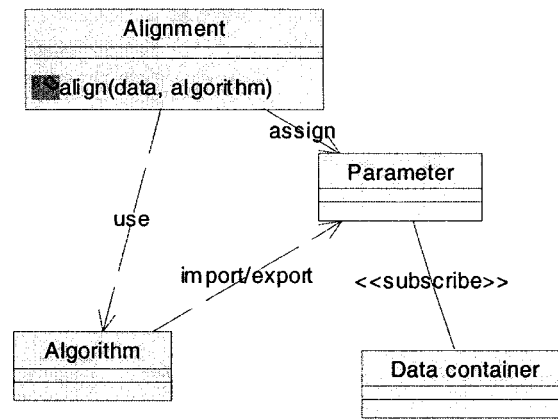 Alignment
align(data, algorithm)
assign
Parameter
use
import/export
<<subscribe>>
Algorithm
Data container